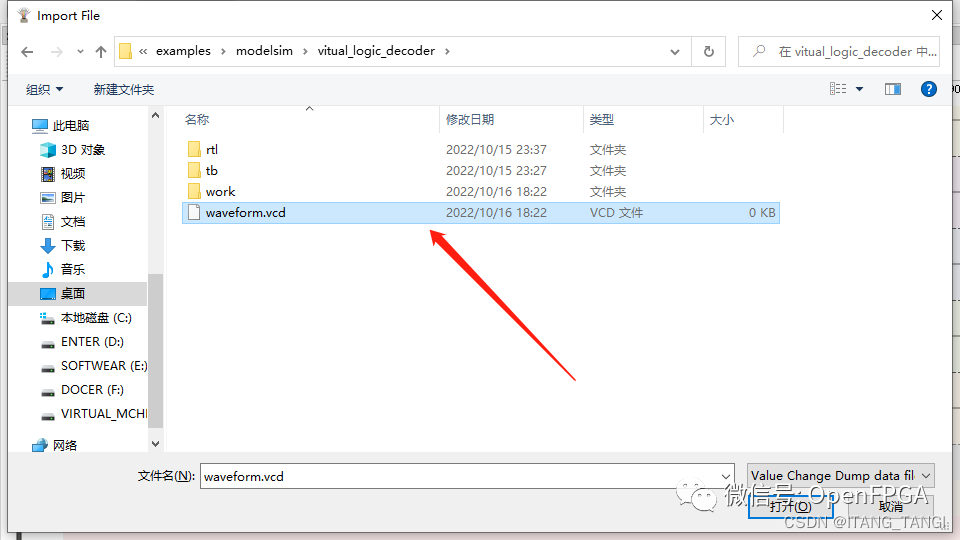 Import File
« examples › modelsim › vitual_logic_decoder ›
在 vitual_logic_decoder 中...
组织 新建文件夹
名称 修改日期 类型 大小
rtl 2022/10/15 23:37 文件夹
tb 2022/10/15 23:27 文件夹
work 2022/10/16 18:22 文件夹
waveform.vcd 2022/10/16 18:22 VCD 文件 0 KB
此电脑
3D 对象
视频
图片
文档
下载
音乐
桌面
本地磁盘 (C:)
ENTER (D:)
SOFTWEAR (E:)
DOCER (F:)
VIRTUAL_MCHI
网络
文件名(N): waveform.vcd
Value Change Dump data fil
微信号: OpenFPGA
打开(O) 取消
CSDN @ITANG_TANG